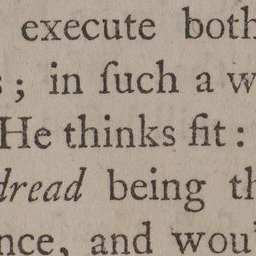 execute both
; in ſuch a w
He thinks fit :
dread being th
nce, and wou'